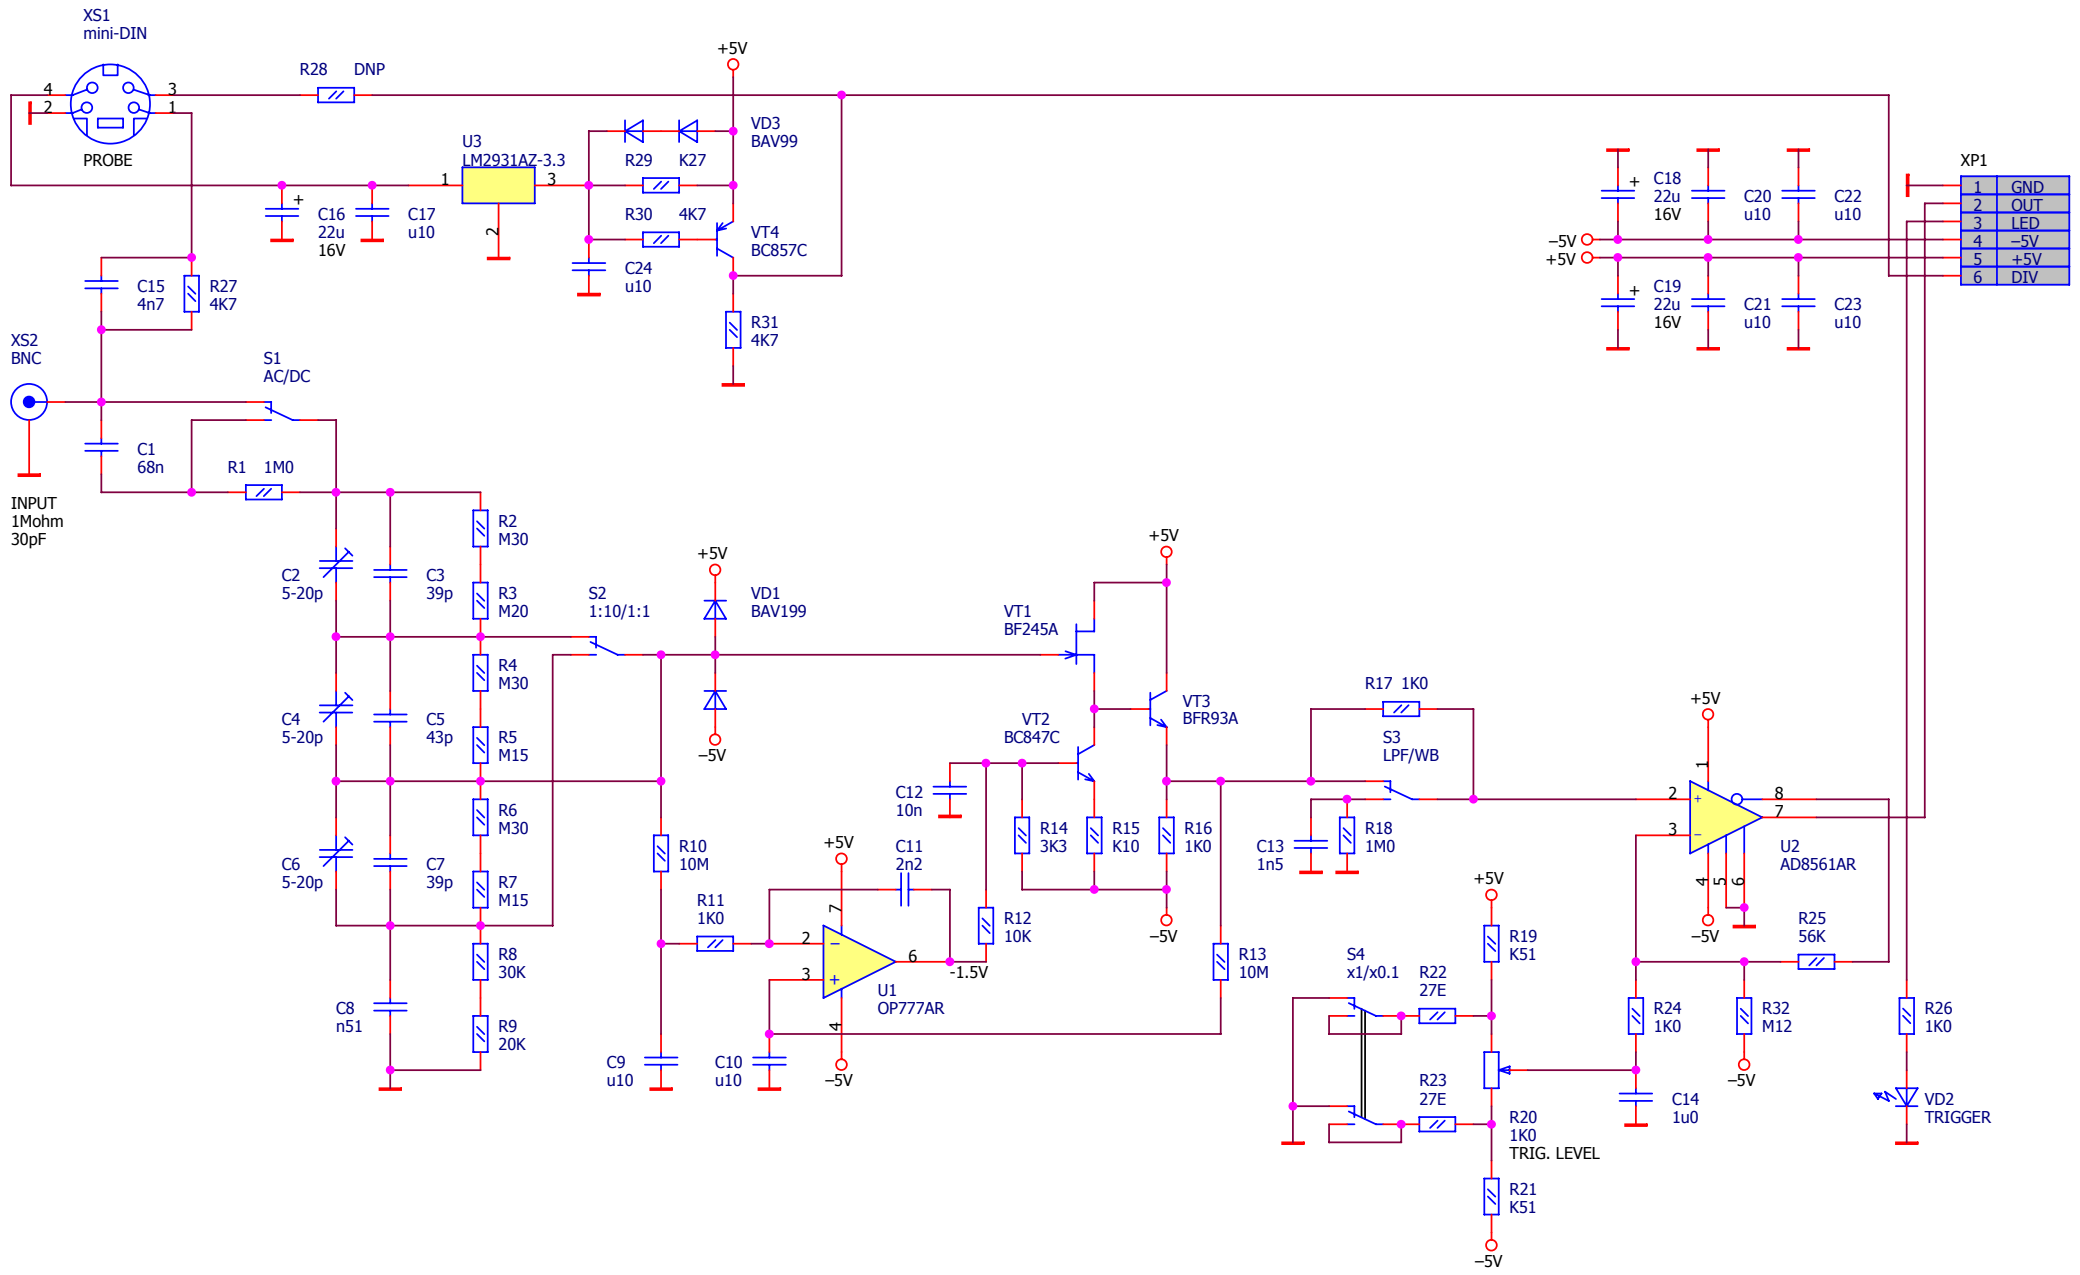 XS1
mini-DIN
4
2
3
1
PROBE
R28 DNP
+5V
VD3
BAV99
U3
LM2931AZ-3.3
1
3
2
R29 K27
R30 4K7
VT4
BC857C
C16
22u
16V
+
C17
u10
C24
u10
R31
4K7
C15
4n7
R27
4K7
XS2
BNC
S1
AC/DC
C1
68n
R1 1M0
INPUT
1Mohm
30pF
C18
22u
16V
+
C20
u10
C22
u10
−5V
+5V
C19
22u
16V
+
C21
u10
C23
u10
XP1
1 GND
2 OUT
3 LED
4 −5V
5 +5V
6 DIV
R2
M30
C2
5-20p
C3
39p
R3
M20
S2
1:10/1:1
+5V
VD1
BAV199
−5V
R4
M30
C4
5-20p
C5
43p
R5
M15
R6
M30
C6
5-20p
C7
39p
R7
M15
R8
30K
C8
n51
R9
20K
+5V
VT1
BF245A
VT2
BC847C
VT3
BFR93A
C12
10n
R14
3K3
R15
K10
R16
1K0
−5V
R10
10M
+5V
C11
2n2
R11
1K0
7
2
3
6
4
−
+
-1.5V
U1
OP777AR
−5V
R12
10K
R13
10M
C9
u10
C10
u10
R17 1K0
S3
LPF/WB
C13
1n5
R18
1M0
+5V
1
2
3
+
−
8
7
4
5
6
U2
AD8561AR
−5V
R25
56K
+5V
R19
K51
S4
x1/x0.1
R22
27E
R23
27E
R20
1K0
TRIG. LEVEL
R21
K51
−5V
R24
1K0
R32
M12
−5V
C14
1u0
R26
1K0
VD2
TRIGGER